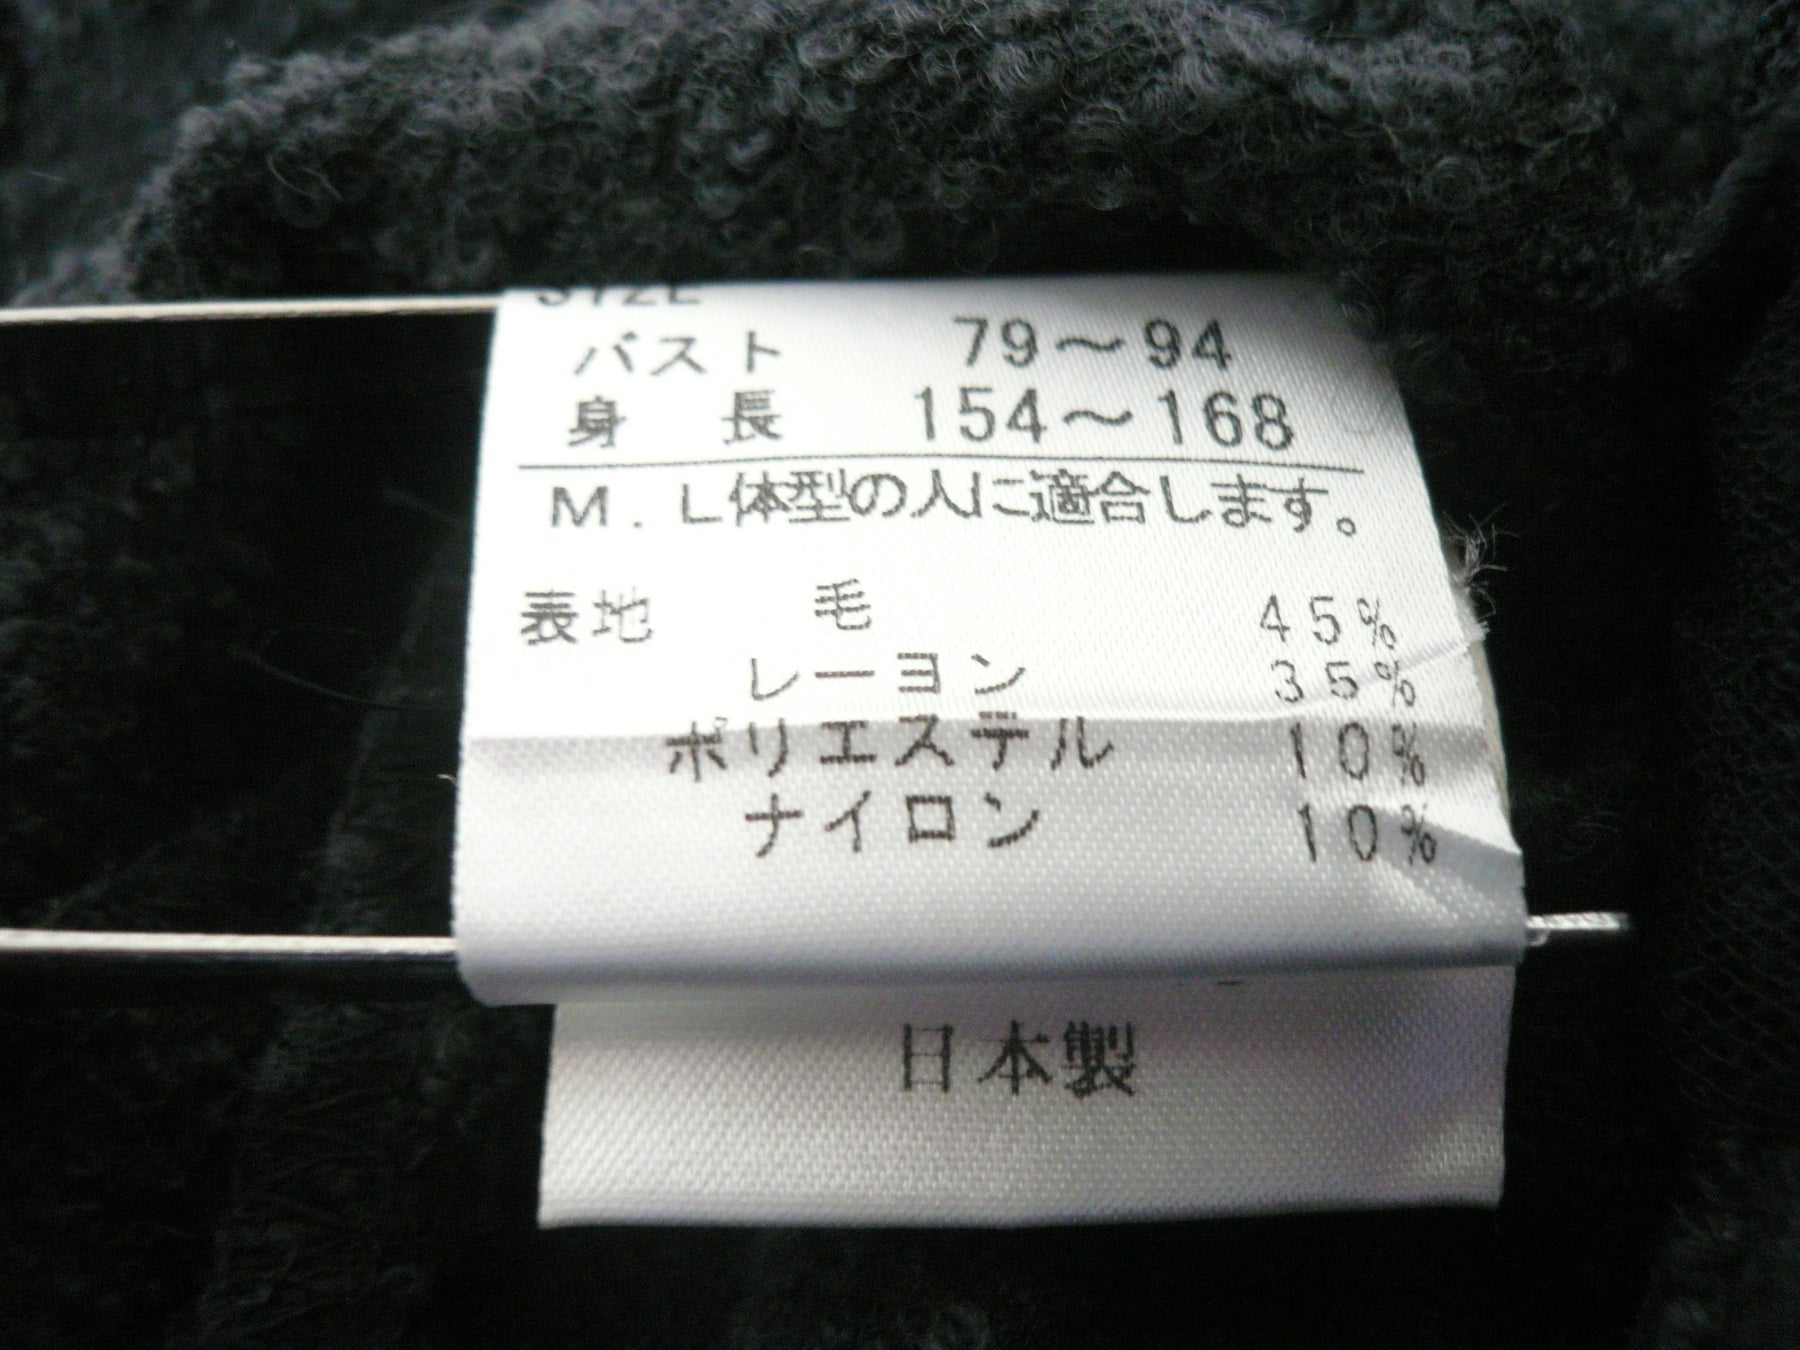 SIZE
バスト 79～94
身長 154～168
M．L体型の人に適合します。
表地 毛 45%
レーヨン 35%
ポリエステル 10%
ナイロン 10%
日本製